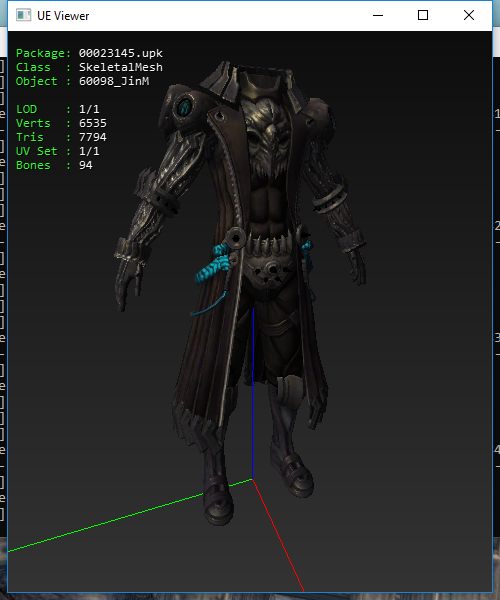 UE Viewer
Package: 00023145.upk
Class : SkeletalMesh
Object : 60098_JinM
LOD : 1/1
Verts : 6535
Tris : 7794
UV Set : 1/1
Bones : 94